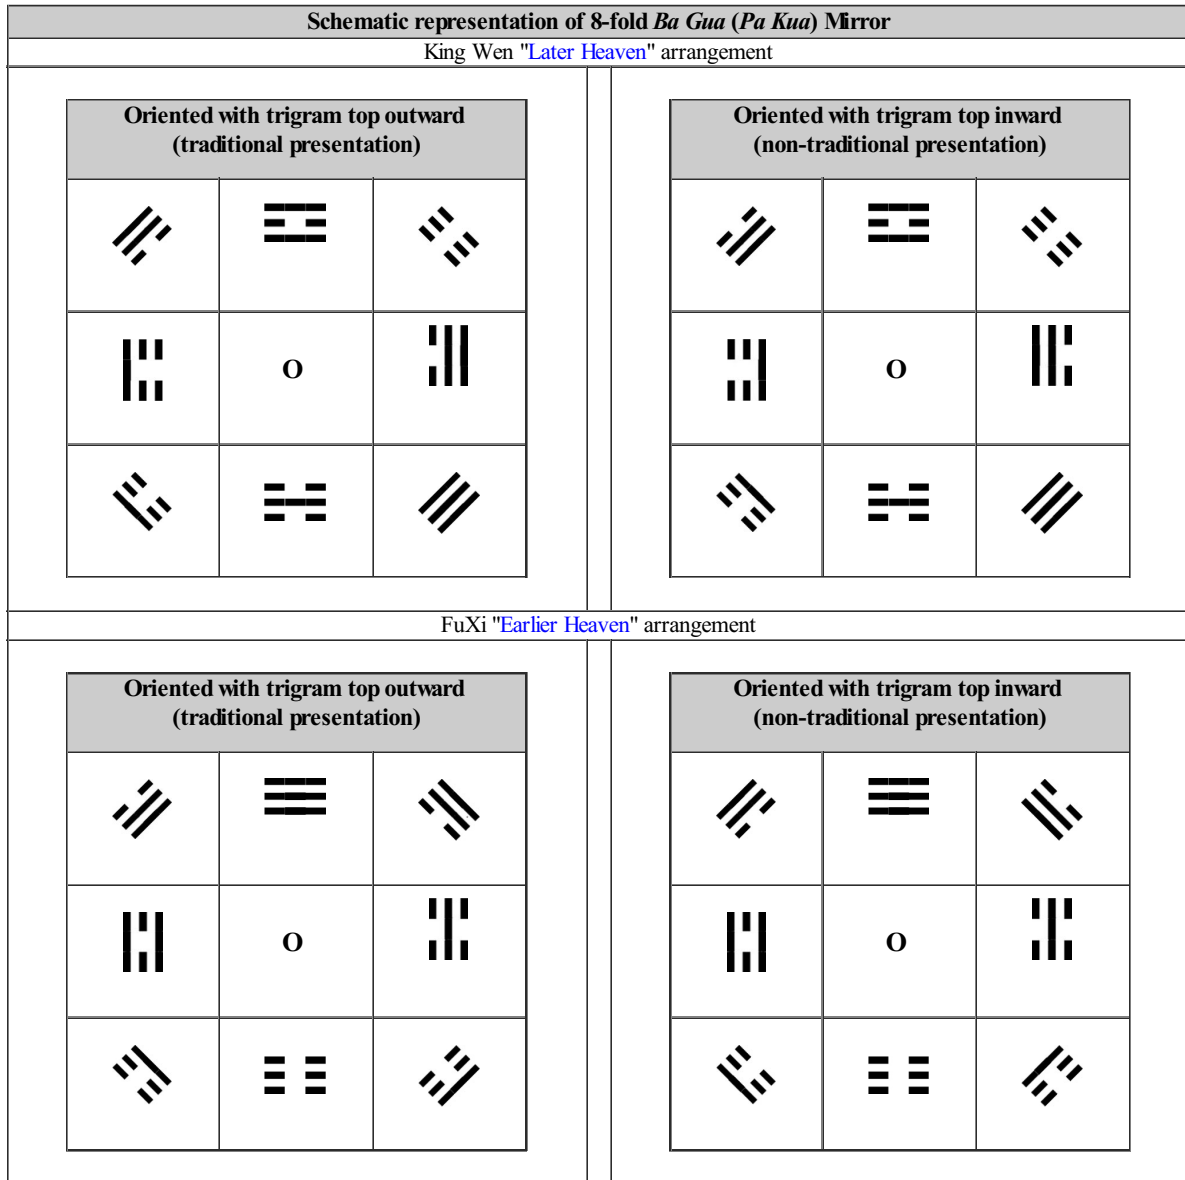 Schematic representation of 8-fold Ba Gua (Pa Kua) Mirror
King Wen "Later Heaven" arrangement
Oriented with trigram top outward
(traditional presentation)
Oriented with trigram top inward
(non-traditional presentation)
O
O
FuXi "Earlier Heaven" arrangement
Oriented with trigram top outward
(traditional presentation)
Oriented with trigram top inward
(non-traditional presentation)
O
O